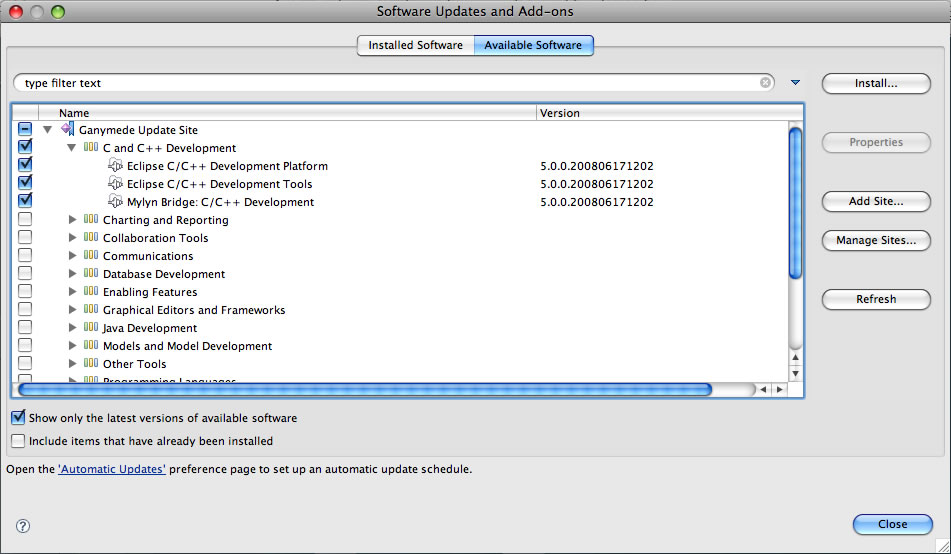 Software Updates and Add-ons
Installed Software Available Software
type filter text
Install...
Name Version
Ganymede Update Site
C and C++ Development
Properties
Eclipse C/C++ Development Platform 5.0.0.200806171202
Eclipse C/C++ Development Tools 5.0.0.200806171202
Mylyn Bridge: C/C++ Development 5.0.0.200806171202
Add Site...
Charting and Reporting
Collaboration Tools
Manage Sites...
Communications
Database Development
Enabling Features
Refresh
Graphical Editors and Frameworks
Java Development
Models and Model Development
Other Tools
Programming Languages
Show only the latest versions of available software
Include items that have already been installed
Open the 'Automatic Updates' preference page to set up an automatic update schedule.
?
Close